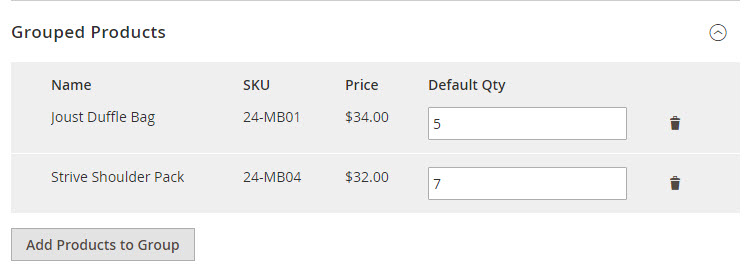 Grouped Products
Name SKU Price Default Qty
Joust Duffle Bag 24-MB01 $34.00 5
Strive Shoulder Pack 24-MB04 $32.00 7
Add Products to Group